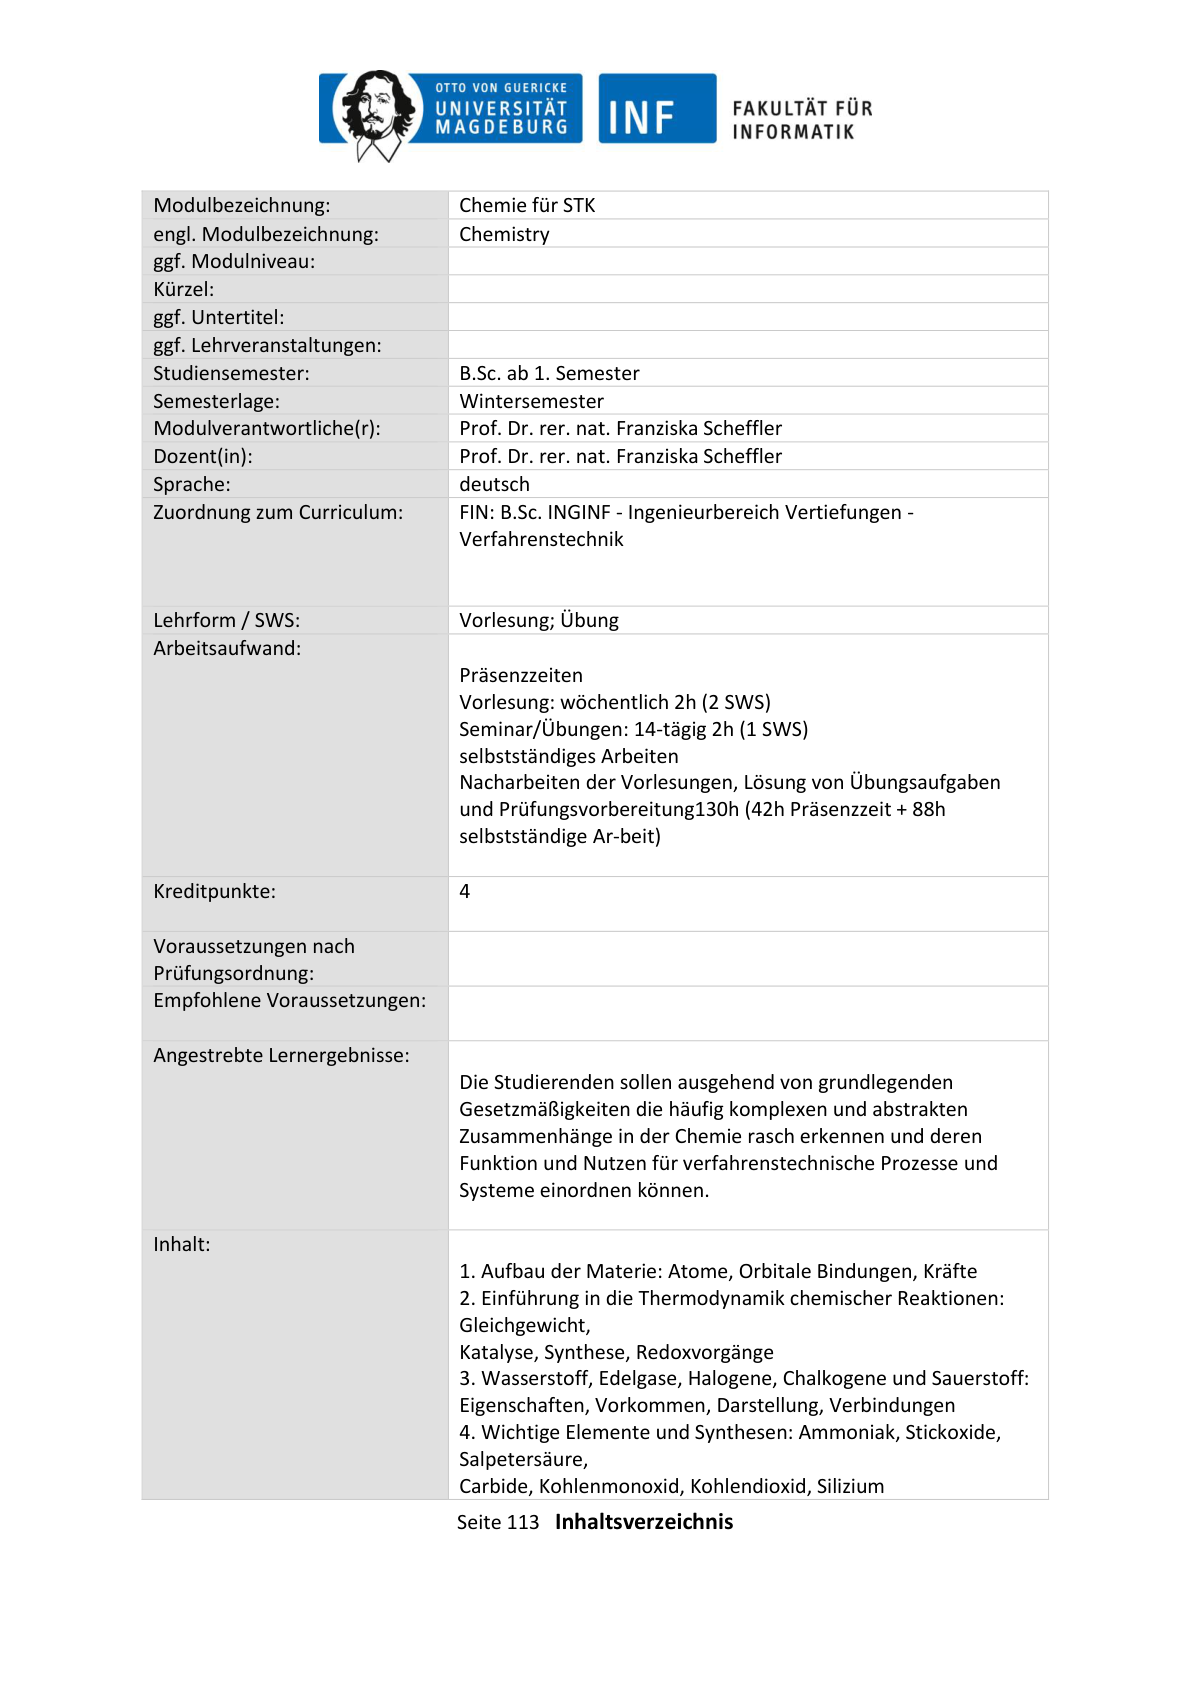 OTTO VON GUERICKE
UNIVERSITÄT
MAGDEBURG
INF
FAKULTÄT FÜR
INFORMATIK
Modulbezeichnung: Chemie für STK
engl. Modulbezeichnung: Chemistry
ggf. Modulniveau:
Kürzel:
ggf. Untertitel:
ggf. Lehrveranstaltungen:
Studiensemester: B.Sc. ab 1. Semester
Semesterlage: Wintersemester
Modulverantwortliche(r): Prof. Dr. rer. nat. Franziska Scheffler
Dozent(in): Prof. Dr. rer. nat. Franziska Scheffler
Sprache: deutsch
Zuordnung zum Curriculum: FIN: B.Sc. INGINF - Ingenieurbereich Vertiefungen -
Verfahrenstechnik
Lehrform / SWS: Vorlesung; Übung
Arbeitsaufwand:
Präsenzzeiten
Vorlesung: wöchentlich 2h (2 SWS)
Seminar/Übungen: 14-tägig 2h (1 SWS)
selbstständiges Arbeiten
Nacharbeiten der Vorlesungen, Lösung von Übungsaufgaben
und Prüfungsvorbereitung130h (42h Präsenzzeit + 88h
selbstständige Ar-beit)
Kreditpunkte: 4
Voraussetzungen nach
Prüfungsordnung:
Empfohlene Voraussetzungen:
Angestrebte Lernergebnisse:
Die Studierenden sollen ausgehend von grundlegenden
Gesetzmäßigkeiten die häufig komplexen und abstrakten
Zusammenhänge in der Chemie rasch erkennen und deren
Funktion und Nutzen für verfahrenstechnische Prozesse und
Systeme einordnen können.
Inhalt:
1. Aufbau der Materie: Atome, Orbitale Bindungen, Kräfte
2. Einführung in die Thermodynamik chemischer Reaktionen:
Gleichgewicht,
Katalyse, Synthese, Redoxvorgänge
3. Wasserstoff, Edelgase, Halogene, Chalkogene und Sauerstoff:
Eigenschaften, Vorkommen, Darstellung, Verbindungen
4. Wichtige Elemente und Synthesen: Ammoniak, Stickoxide,
Salpetersäure,
Carbide, Kohlenmonoxid, Kohlendioxid, Silizium
Seite 113 Inhaltsverzeichnis